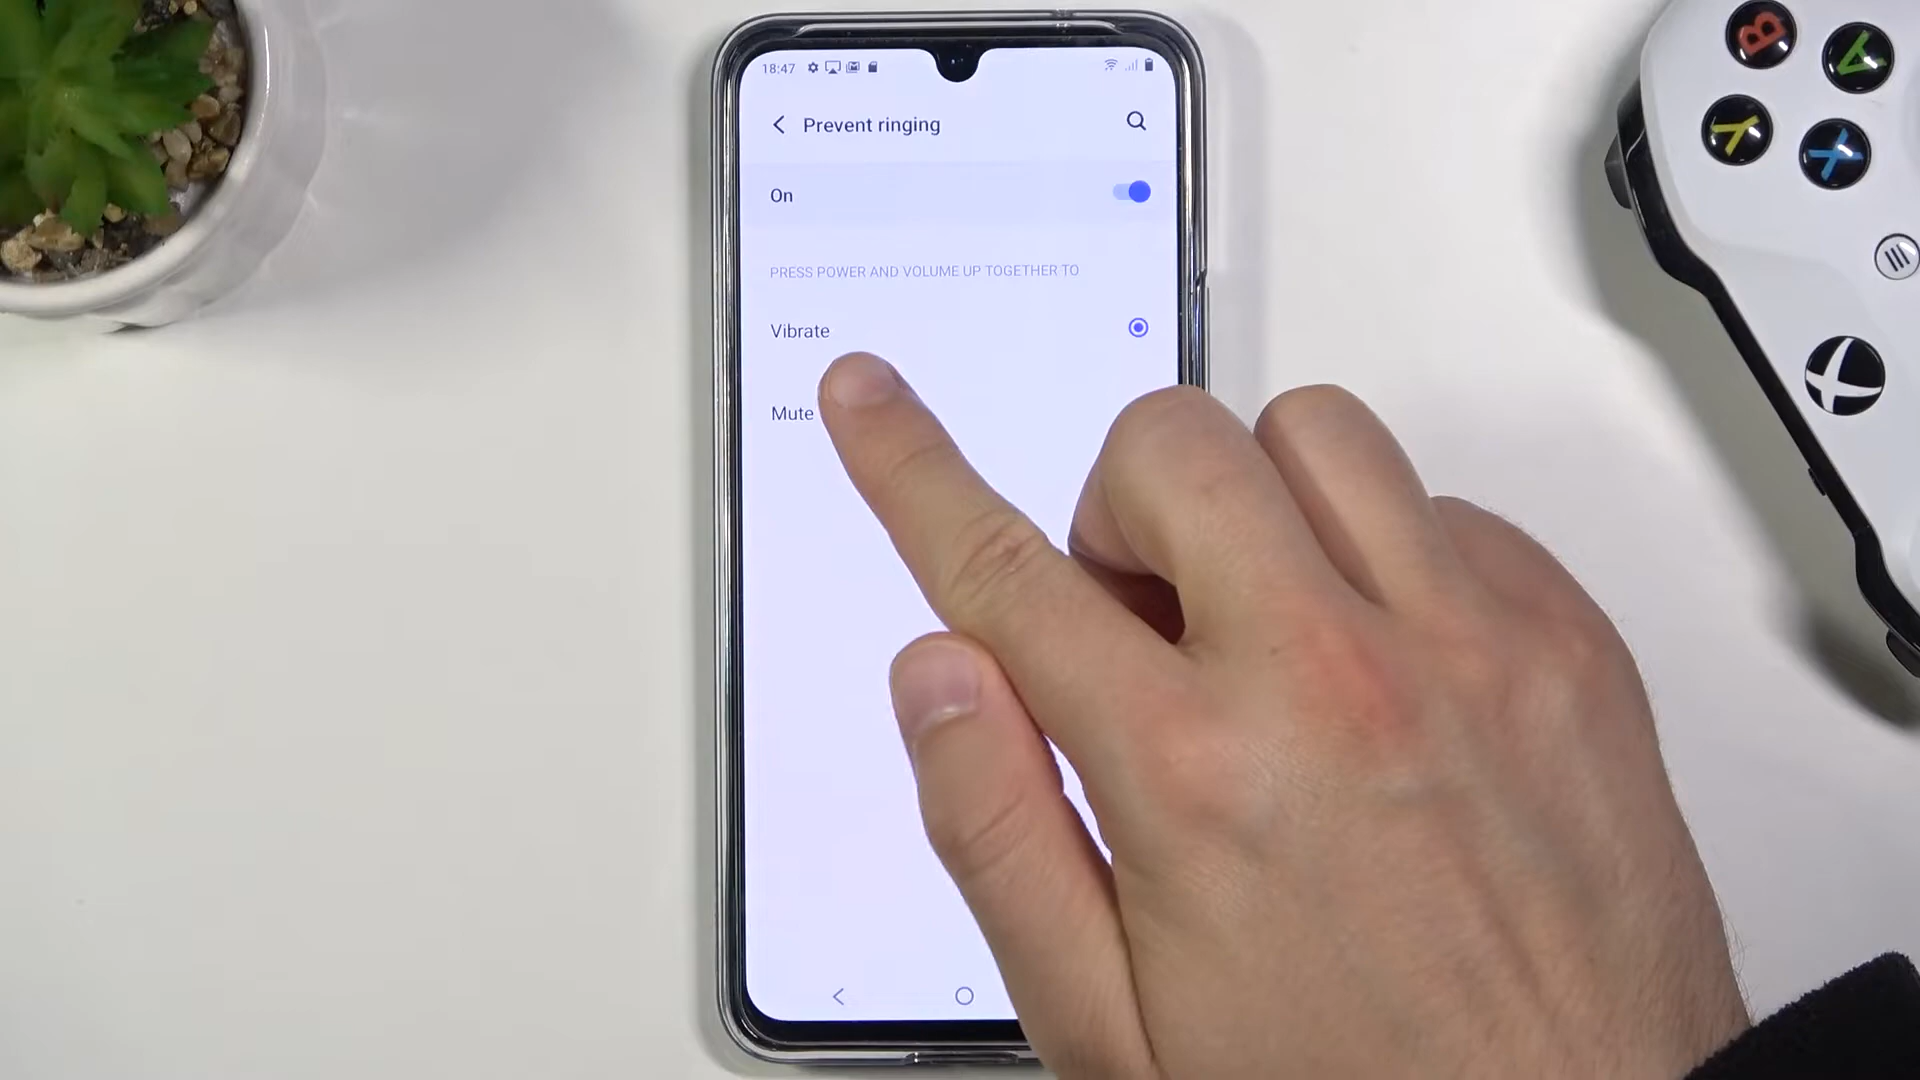 18:47
Prevent ringing
On
PRESS POWER AND VOLUME UP TOGETHER TO
Vibrate
Mute
B
A
Y
X